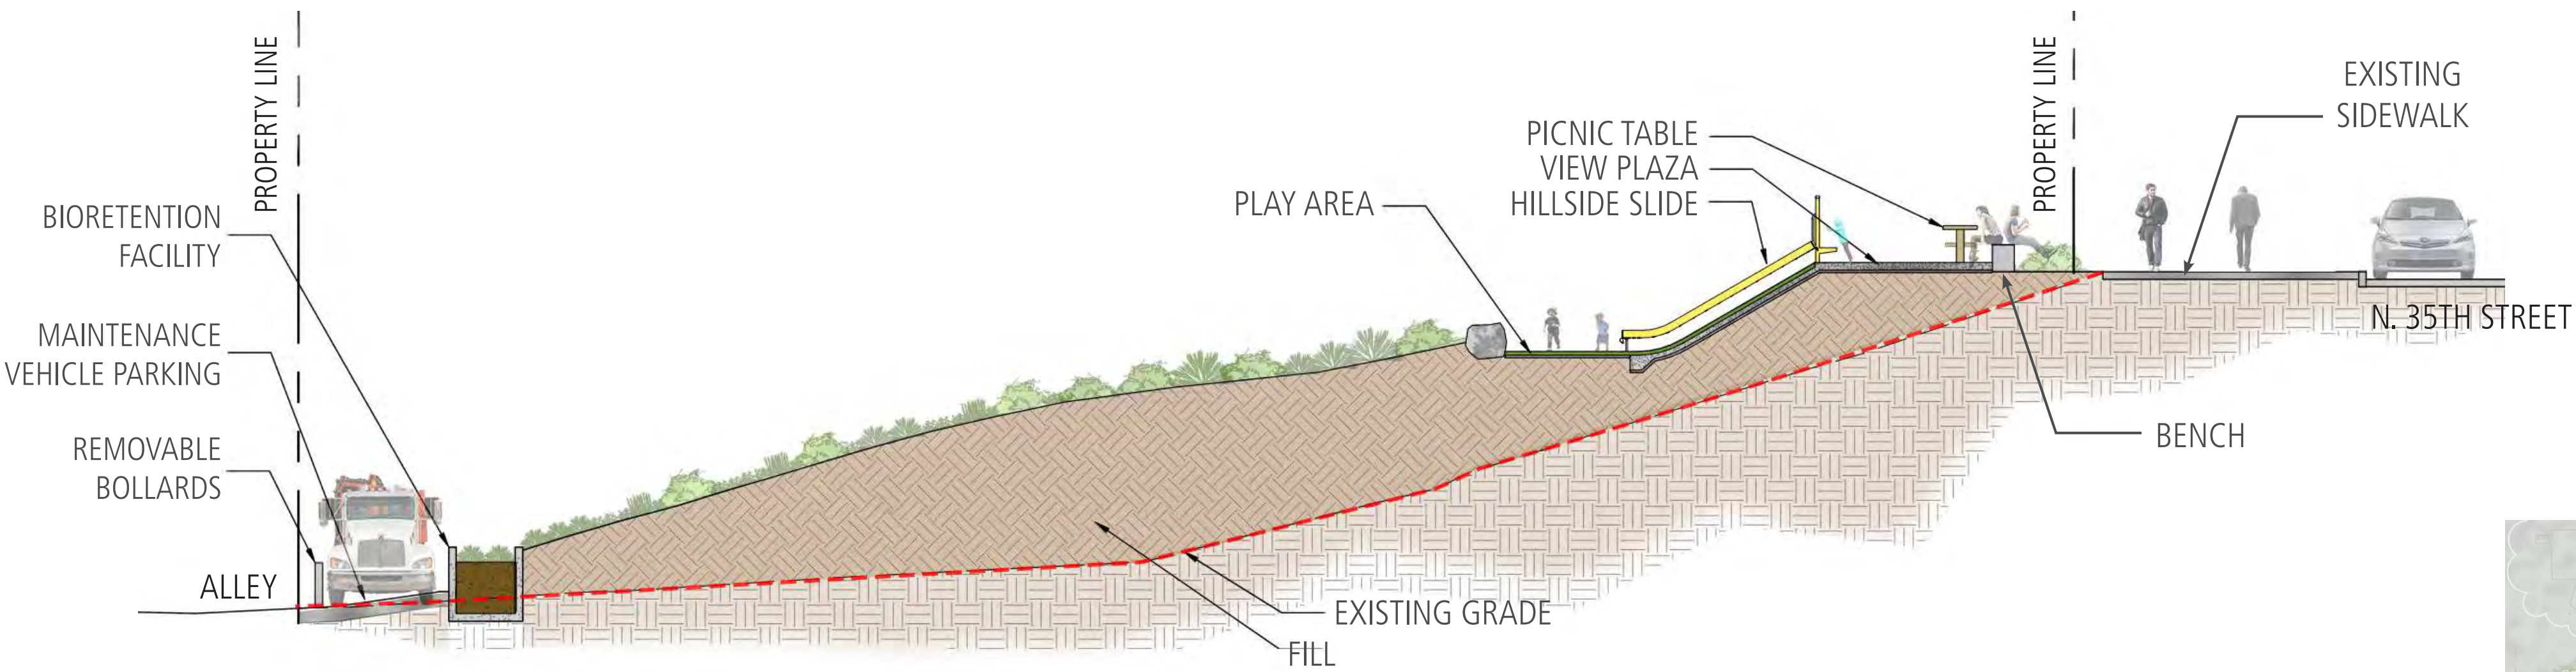 PROPERTY LINE
BIORETENTION
FACILITY
MAINTENANCE
VEHICLE PARKING
REMOVABLE
BOLLARDS
ALLEY
PLAY AREA
PICNIC TABLE
VIEW PLAZA
HILLSIDE SLIDE
PROPERTY LINE
EXISTING
SIDEWALK
N. 35TH STREET
BENCH
EXISTING GRADE
FILL